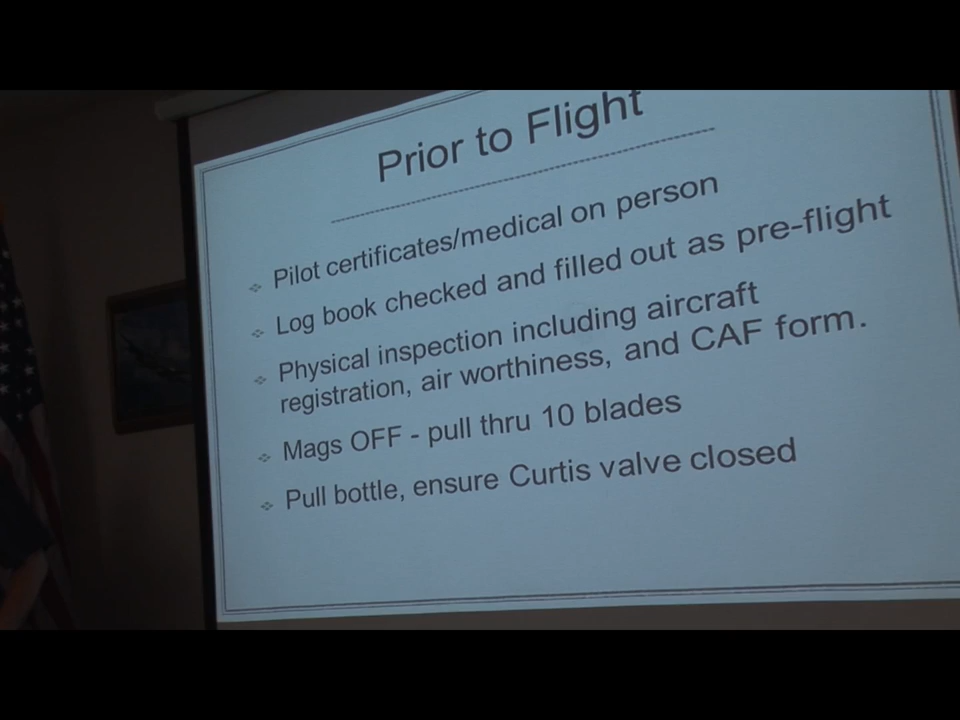 Prior to Flight
Pilot certificates/medical on person
Log book checked and filled out as pre-flight
Physical inspection including aircraft
registration, air worthiness, and CAF form.
Mags OFF - pull thru 10 blades
Pull bottle, ensure Curtis valve closed